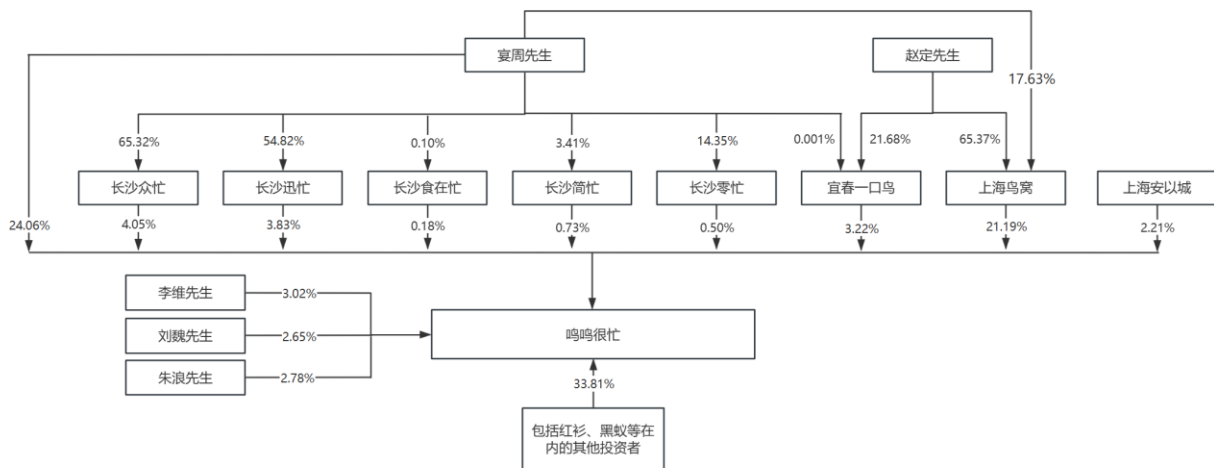 宴周先生
赵定先生
17.63%
65.32%
54.82%
0.10%
3.41%
14.35%
0.001%
21.68%
65.37%
长沙众忙
长沙迅忙
长沙食在忙
长沙简忙
长沙零忙
宜春一口鸟
上海鸟窝
上海安以城
24.06%
4.05%
3.83%
0.18%
0.73%
0.50%
3.22%
21.19%
2.21%
李维先生
3.02%
刘魏先生
2.65%
鸣鸣很忙
朱浪先生
2.78%
33.81%
包括红衫、黑蚁等在
内的其他投资者